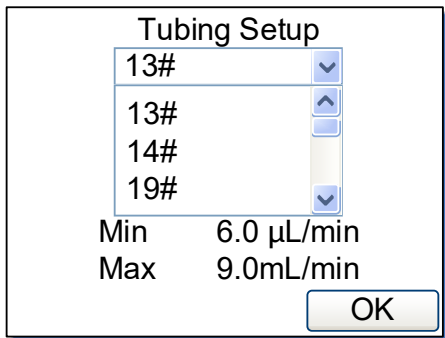 Tubing Setup
13#
13#
14#
19#
Min 6.0 µL/min
Max 9.0mL/min
OK